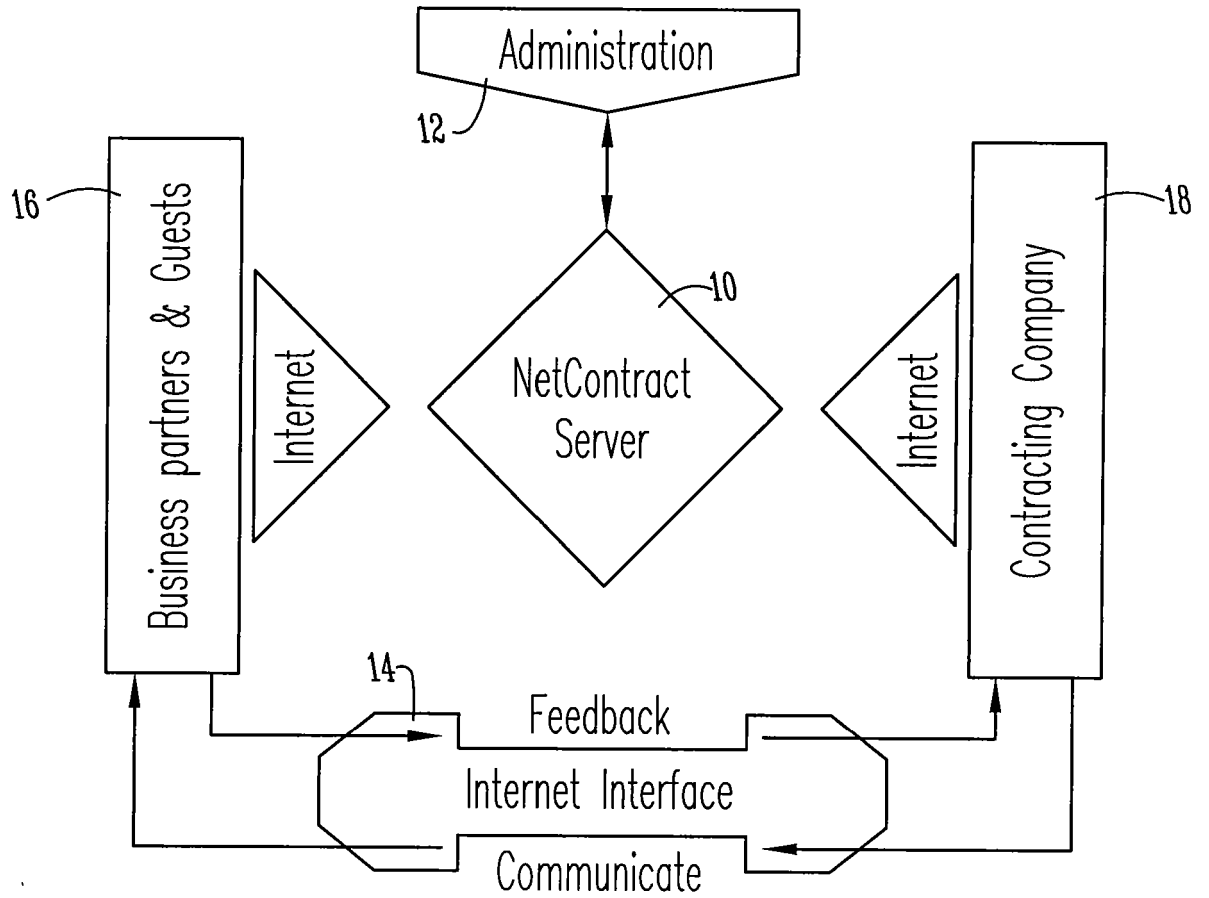 Administration
12
16
18
10
Business partners & Guests
Internet
NetContract
Server
Internet
Contracting Company
14
Feedback
Internet Interface
Communicate